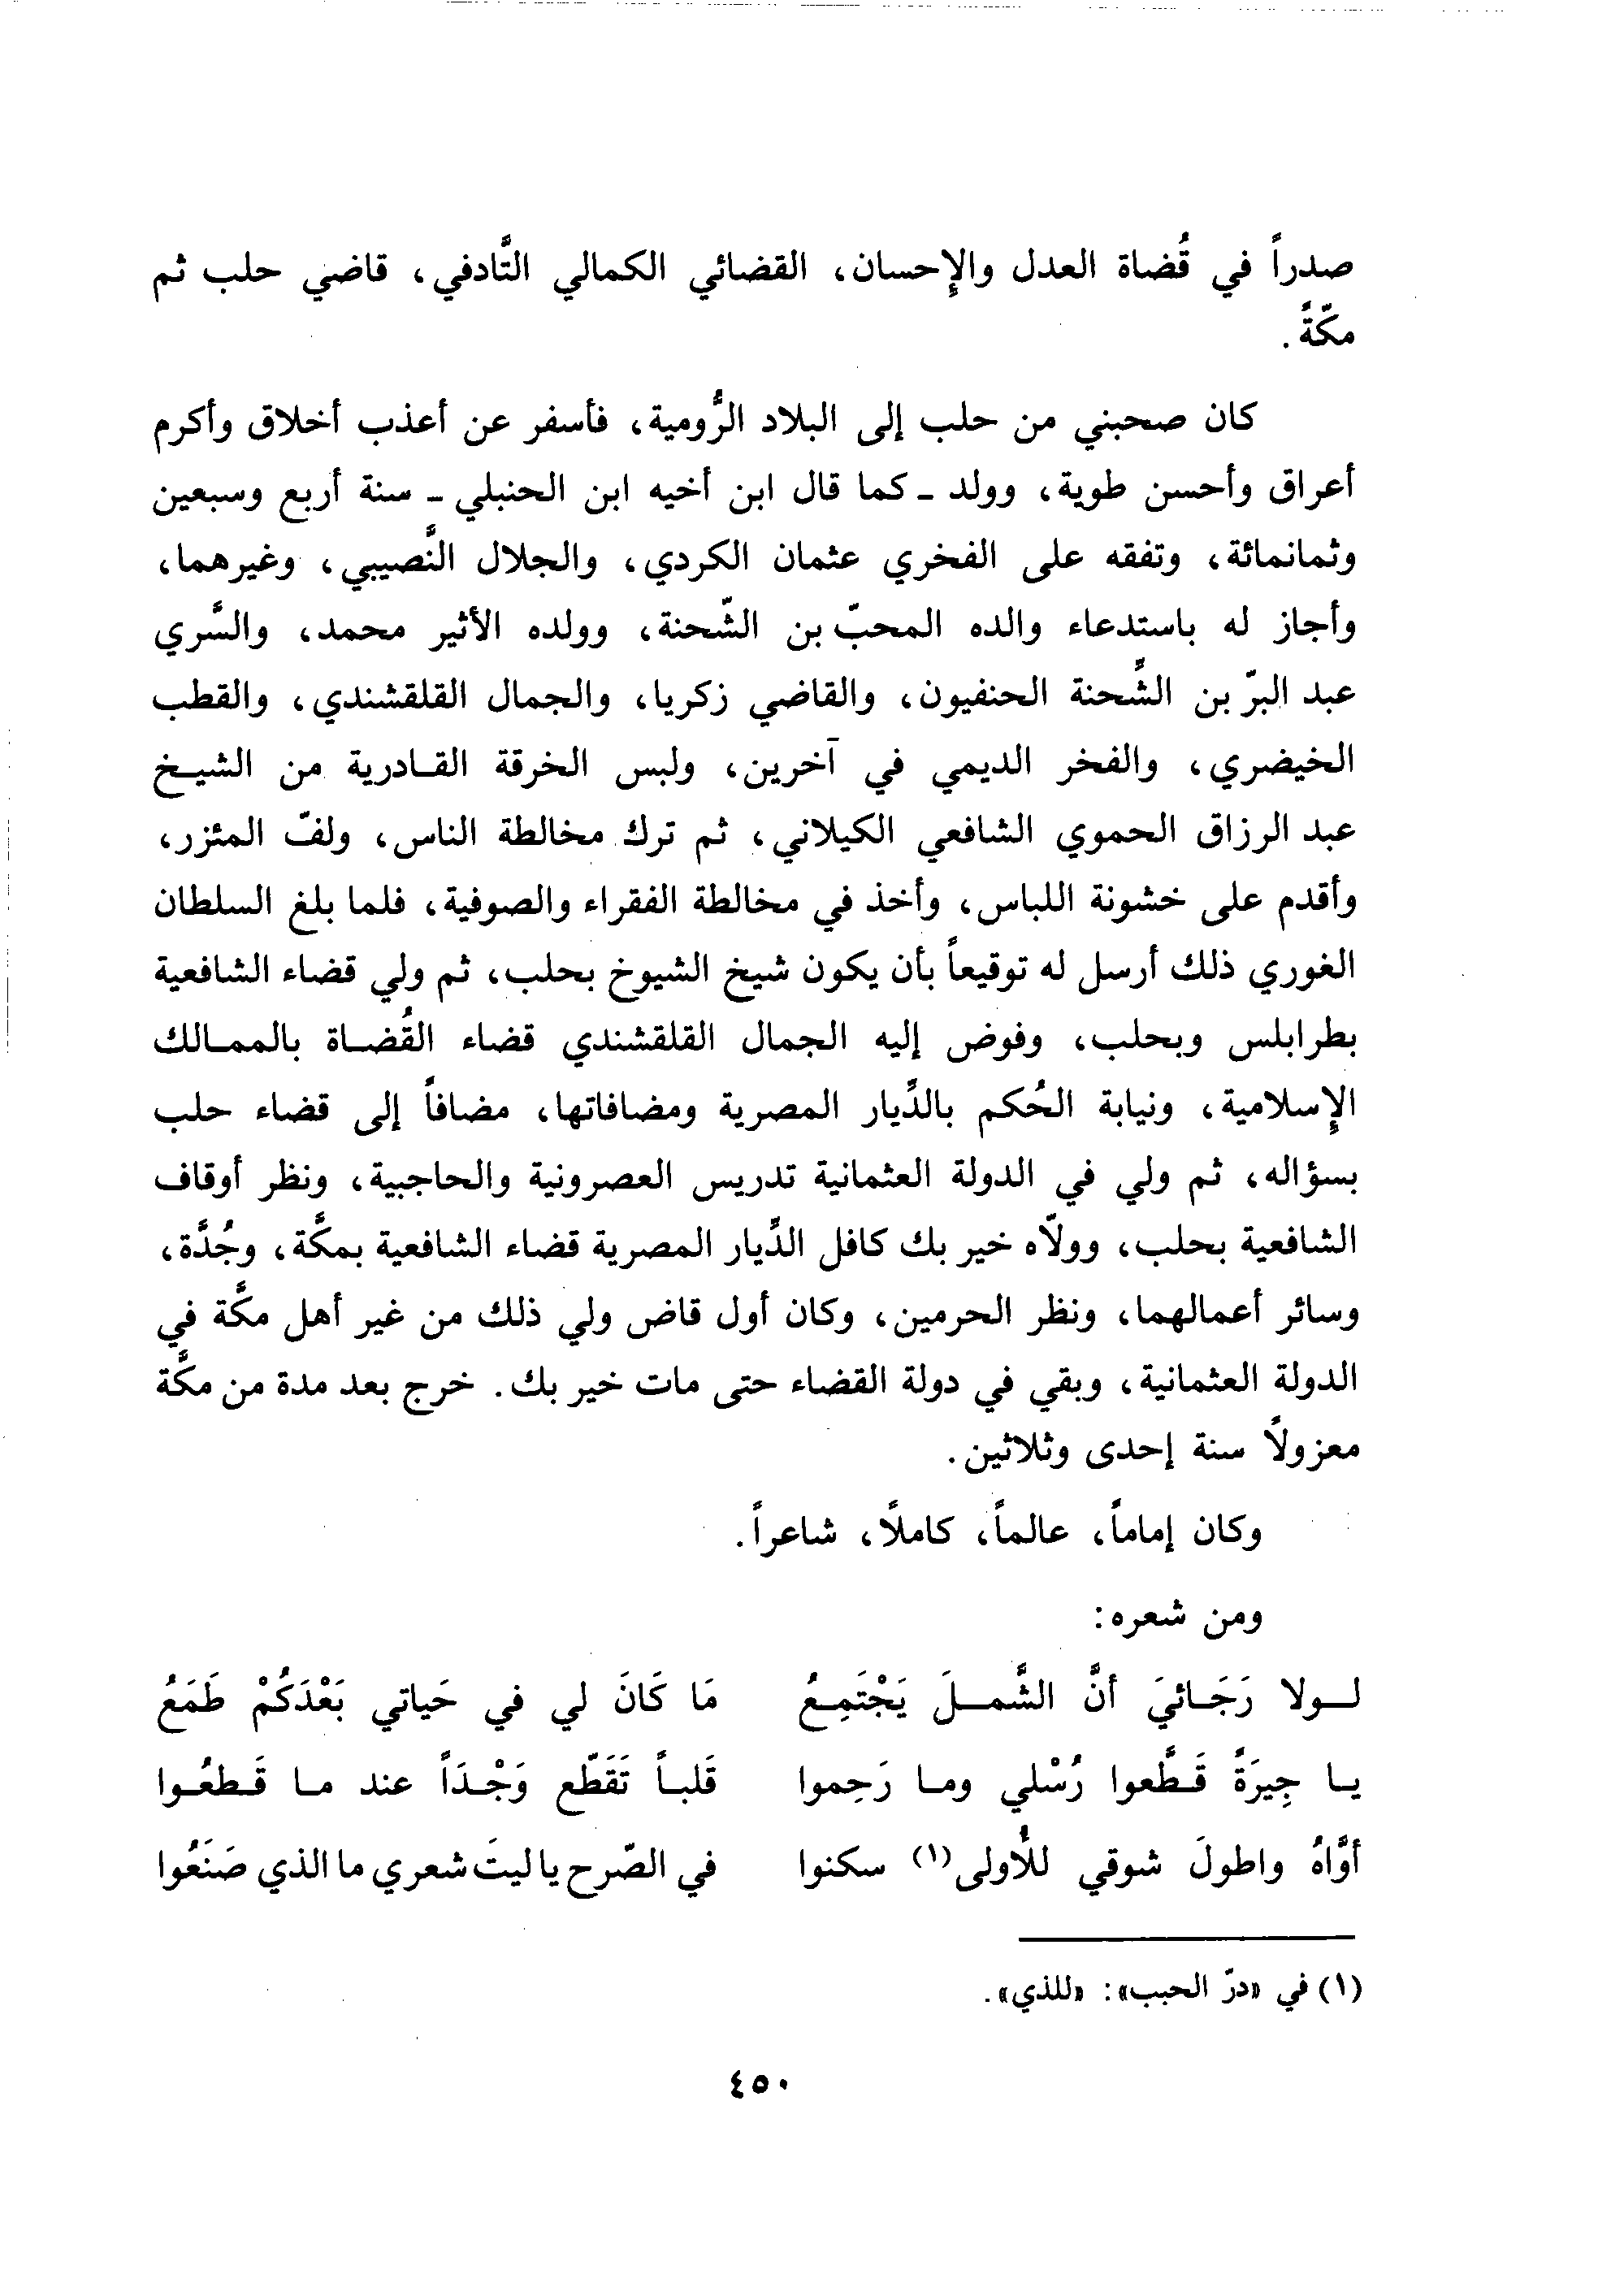 صدراً في قُضاة العدل والإِحسان، القضائي الكمالي التَّادفي، قاضي حلب ثم
مكّةَ.
كان صحبني من حلب إلى البلاد الرُّومية، فأسفر عن أعذب أخلاق وأكرم
أعراق وأحسن طوية، وولد - كما قال ابن أخيه ابن الحنبلي - سنة أربع وسبعين
وثمانمائة، وتفقه على الفخري عثمان الكردي، والجلال النَّصيبي، وغيرهما،
وأجاز له باستدعاء والده المحبّ بن الشّحنة، وولده الأثير محمد، والسَّري
عبد البرّ بن الشِّحنة الحنفيون، والقاضي زكريا، والجمال القلقشندي، والقطب
الخيضري، والفخر الديمي في آخرين، ولبس الخرقة القادرية من الشيخ
عبد الرزاق الحموي الشافعي الكيلاني، ثم ترك مخالطة الناس، ولفّ المئزر،
وأقدم على خشونة اللباس، وأخذ في مخالطة الفقراء والصوفية، فلما بلغ السلطان
الغوري ذلك أرسل له توقيعاً بأن يكون شيخ الشيوخ بحلب، ثم ولي قضاء الشافعية
بطرابلس وبحلب، وفوض إليه الجمال القلقشندي قضاء القُضاة بالممالك
الإِسلامية، ونيابة الحُكم بالدِّيار المصرية ومضافاتها، مضافاً إلى قضاء حلب
بسؤاله، ثم ولي في الدولة العثمانية تدريس العصرونية والحاجبية، ونظر أوقاف
الشافعية بحلب، وولاّه خير بك كافل الدِّيار المصرية قضاء الشافعية بمكَّة، وجُدَّة،
وسائر أعمالهما، ونظر الحرمين، وكان أول قاض ولي ذلك من غير أهل مكَّة في
الدولة العثمانية، وبقي في دولة القضاء حتى مات خير بك. خرج بعد مدة من مكَّة
معزولاً سنة إحدى وثلاثين.
وكان إماماً، عالماً، كاملاً، شاعراً.
ومن شعره:
لولا رَجَائيَ أنَّ الشَّملَ يَجْتَمِعُ مَا كَانَ لي في حَياتي بَعْدَكُمْ طَمَعُ
يا جِيرَةً قَطَّعوا رُسْلي وما رَحِموا قَلباً تَقَطّع وَجْدَاً عند ما قَطعُوا
أوَّاهُ واطولَ شوقي للأُولى(١) سكنوا في الصّرح يا ليتَ شعري ما الذي صَنَعُوا
(١) في «درّ الحبب»: «للذي».
٤٥٠